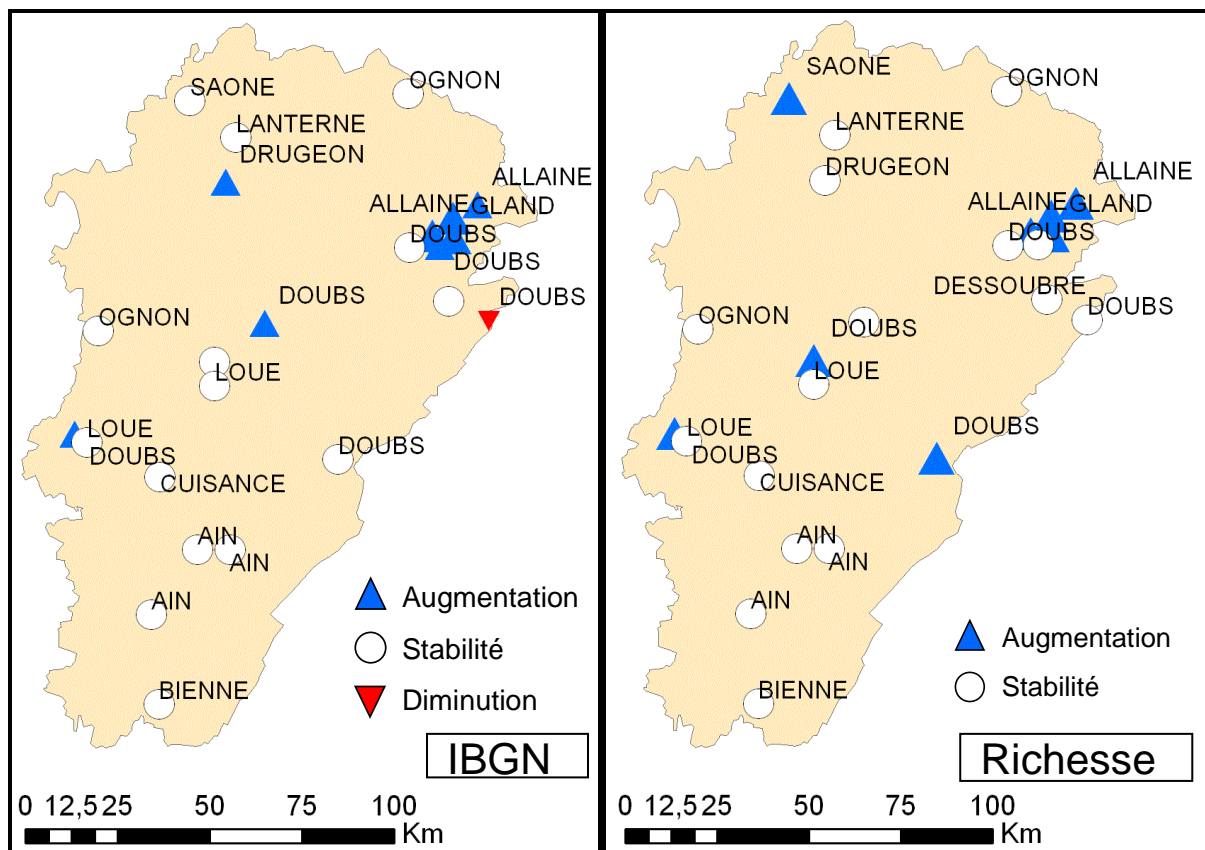 SAONE
OGNON
LANTERNE
DRUGEON
ALLAINE
ALLAINE
GLAND
DOUBS
DOUBS
DOUBS
DOUBS
OGNON
LOUE
LOUE
DOUBS
DOUBS
CUISANCE
AIN
AIN
AIN
BIENNE
Augmentation
Stabilité
Diminution
IBGN
0 12,5 25 50 75 100
Km
SAONE
OGNON
LANTERNE
DRUGEON
ALLAINE
ALLAINE
GLAND
DOUBS
DESSOUBRE
DOUBS
OGNON
DOUBS
LOUE
LOUE
DOUBS
DOUBS
CUISANCE
AIN
AIN
AIN
BIENNE
Augmentation
Stabilité
Richesse
0 12,5 25 50 75 100
Km